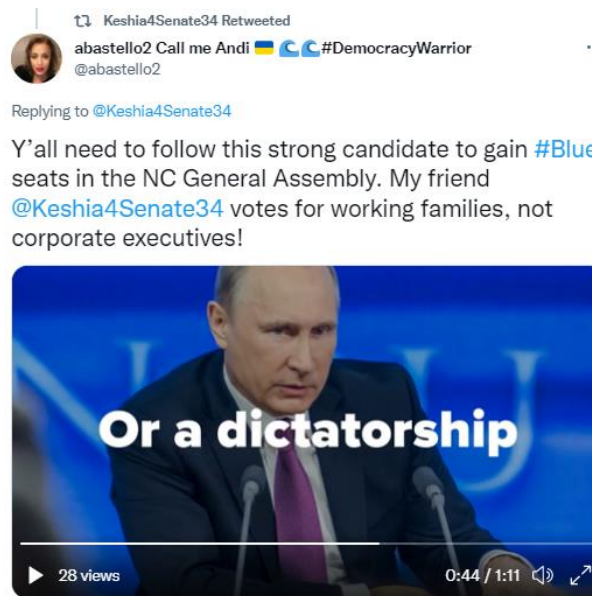 Keshia4Senate34 Retweeted
abastello2 Call me Andi 🇺🇦 🌊🌊#DemocracyWarrior
@abastello2
Replying to @Keshia4Senate34
Y'all need to follow this strong candidate to gain #Blue
seats in the NC General Assembly. My friend
@Keshia4Senate34 votes for working families, not
corporate executives!
Or a dictatorship
28 views
0:44 / 1:11